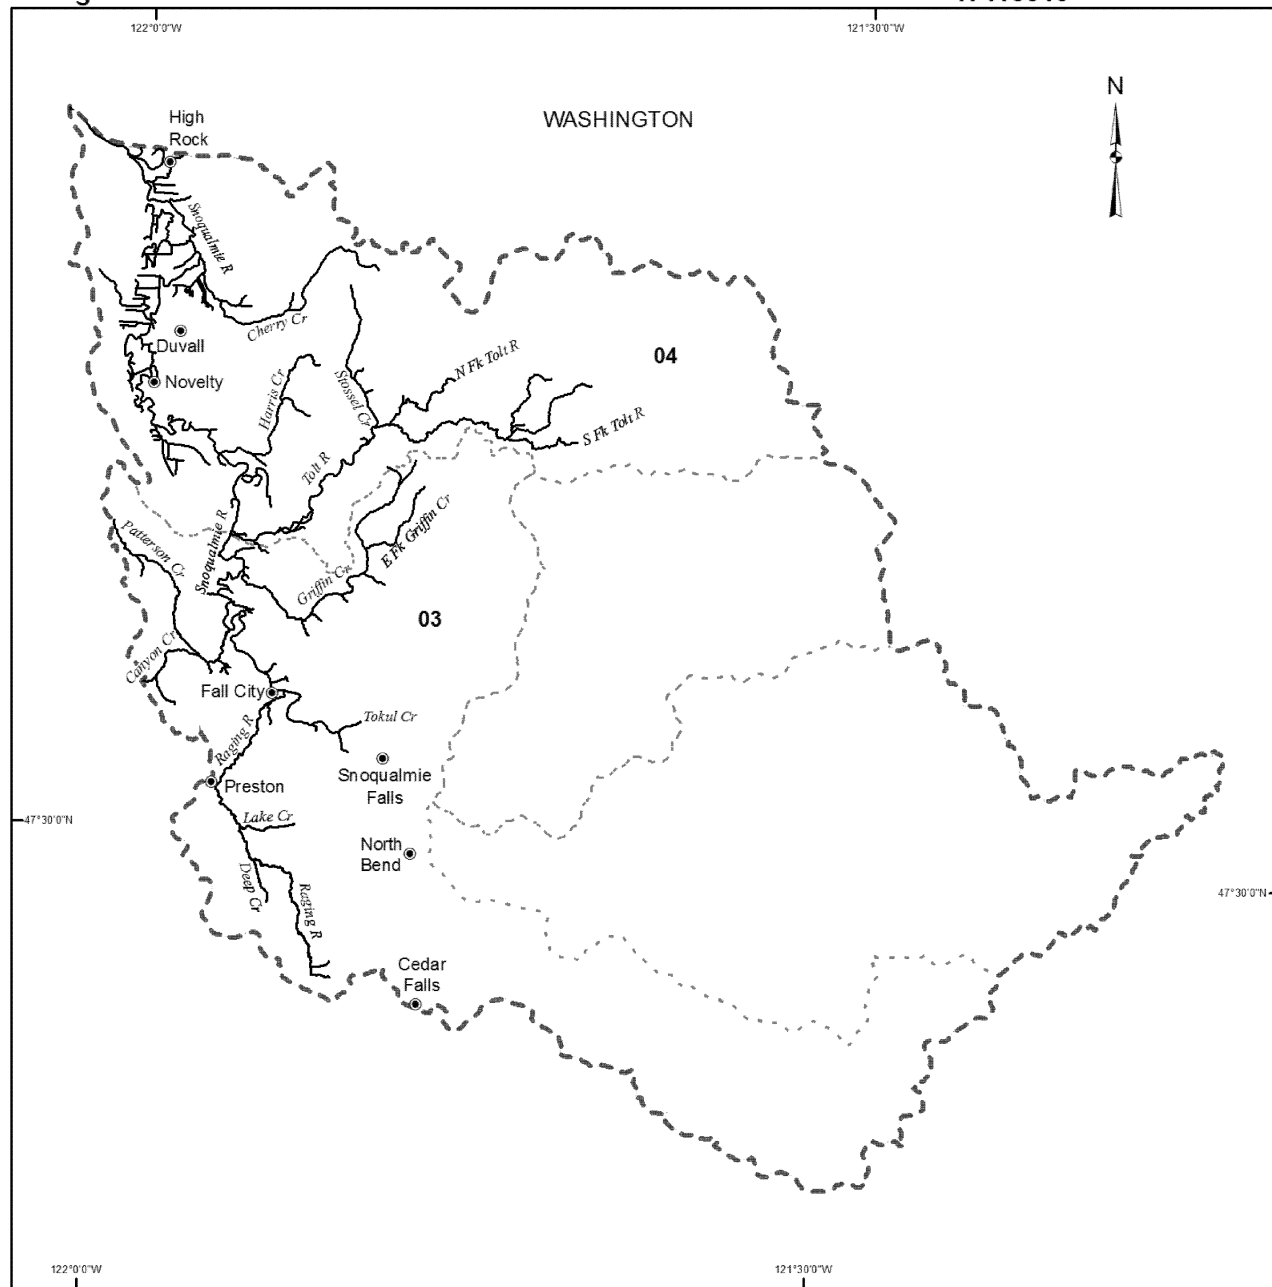 122°0'0"W
121°30'0"W
N
WASHINGTON
High
Rock
Snoqualmie R
Cherry Cr
Duvall
Novelty
Harris Cr
Stossel Cr
N Fk Tolt R
04
S Fk Tolt R
Tolt R
Patterson Cr
Snoqualmie R
E Fk Griffin Cr
Griffin Cr
03
Canyon Cr
Fall City
Tokul Cr
Raging R
Snoqualmie
Falls
Preston
47°30'0"N
Lake Cr
North
Bend
Deep Cr
Raging R
47°30'0"N
Cedar
Falls
122°0'0"W
121°30'0"W